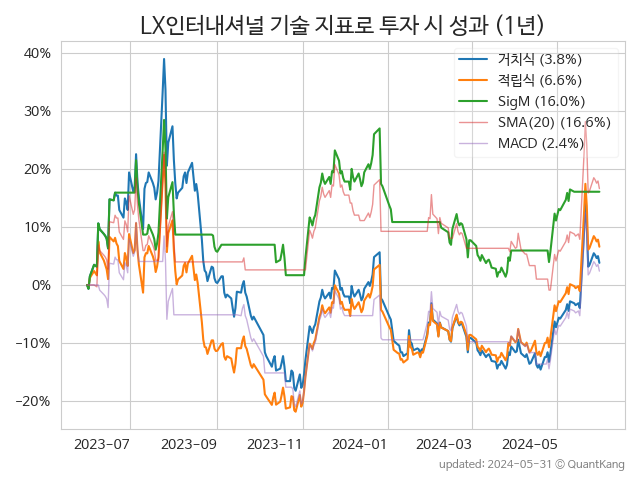 LX인터내셔널 기술 지표로 투자 시 성과 (1년)
거치식 (3.8%)
적립식 (6.6%)
SigM (16.0%)
SMA(20) (16.6%)
MACD (2.4%)
40%
30%
20%
10%
0%
−10%
−20%
2023-07 2023-09 2023-11 2024-01 2024-03 2024-05
updated: 2024-05-31 © QuantKang